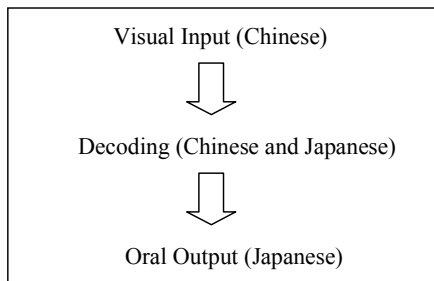 Visual Input (Chinese)
Decoding (Chinese and Japanese)
Oral Output (Japanese)